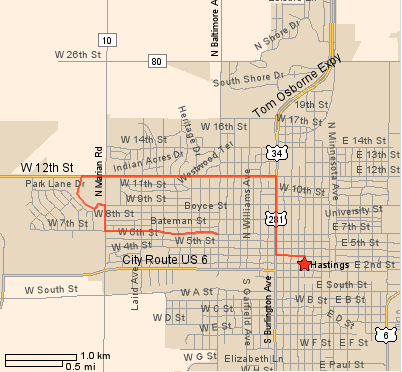 Leisure Ln
N Baltimore Ave
N Shore Dr
10
W 26th St
80
South Shore Dr
Tom Osborne Expy
19th St
W 17th St
Heritage Dr
W 16th St
W 14th St
N Minnesota Ave
E 14th St
34
E 13th St
Indian Acres Dr
Westwood Ter
N Marian Rd
W 12th St
E 12th St
Park Lane Dr
W 11th St
W 10th St
W 9th St
N Williams Ave
Boyce St
W 8th St
University St
281
W 7th St
Bateman St
E 7th St
W 6th St
W 5th St
E 5th St
W 4th St
City Route US 6
Hastings
E 2nd St
Laird Ave
W South St
E South St
W A St
S Garfield Ave
S Burlington Ave
W B St
E B St
W C St
W D St
E D St
W E St
6
W F St
E F St
1.0 km
W G St
Elizabeth Ln
0.5 mi
E Paul St